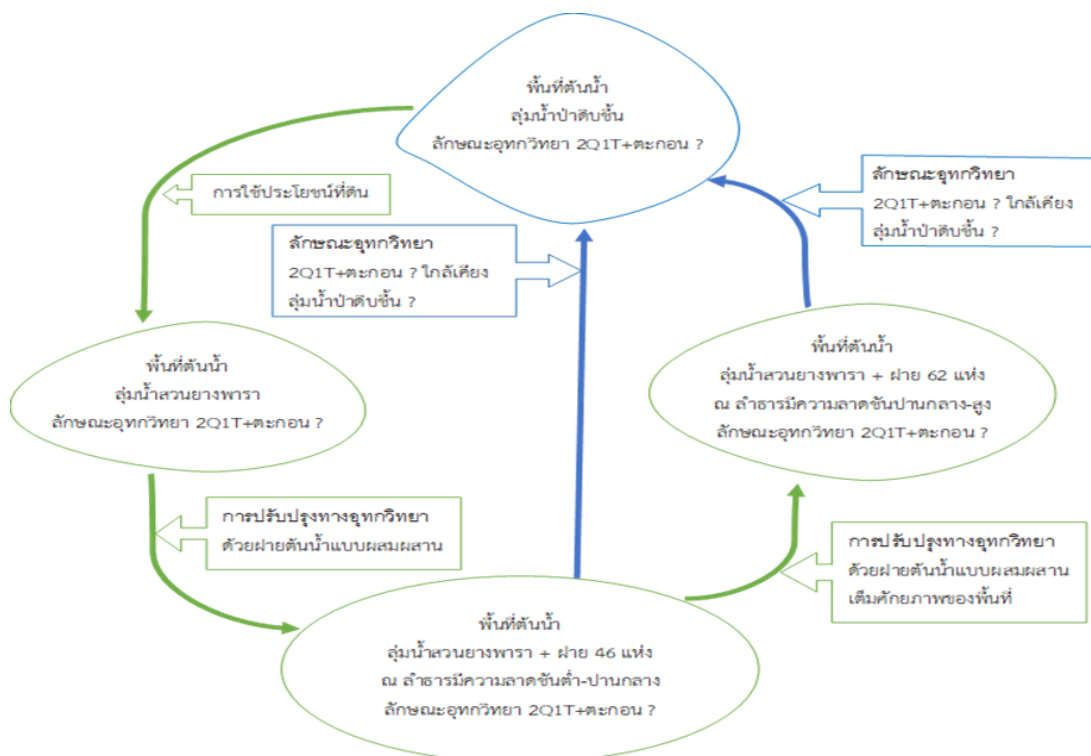 พื้นที่ต้นน้ำ
ลุ่มน้ำป่าดิบชื้น
ลักษณะอุทกวิทยา 2Q1T+ตะกอน ?
การใช้ประโยชน์ที่ดิน
ลักษณะอุทกวิทยา
2Q1T+ตะกอน ? ใกล้เคียง
ลุ่มน้ำป่าดิบชื้น ?
ลักษณะอุทกวิทยา
2Q1T+ตะกอน ? ใกล้เคียง
ลุ่มน้ำป่าดิบชื้น ?
พื้นที่ต้นน้ำ
ลุ่มน้ำสวนยางพารา
ลักษณะอุทกวิทยา 2Q1T+ตะกอน ?
พื้นที่ต้นน้ำ
ลุ่มน้ำสวนยางพารา + ฝาย 62 แห่ง
ณ ลำธารมีความลาดชันปานกลาง-สูง
ลักษณะอุทกวิทยา 2Q1T+ตะกอน ?
การปรับปรุงทางอุทกวิทยา
ด้วยฝายต้นน้ำแบบผสมผสาน
การปรับปรุงทางอุทกวิทยา
ด้วยฝายต้นน้ำแบบผสมผสาน
เต็มศักยภาพของพื้นที่
พื้นที่ต้นน้ำ
ลุ่มน้ำสวนยางพารา + ฝาย 46 แห่ง
ณ ลำธารมีความลาดชันต่ำ-ปานกลาง
ลักษณะอุทกวิทยา 2Q1T+ตะกอน ?